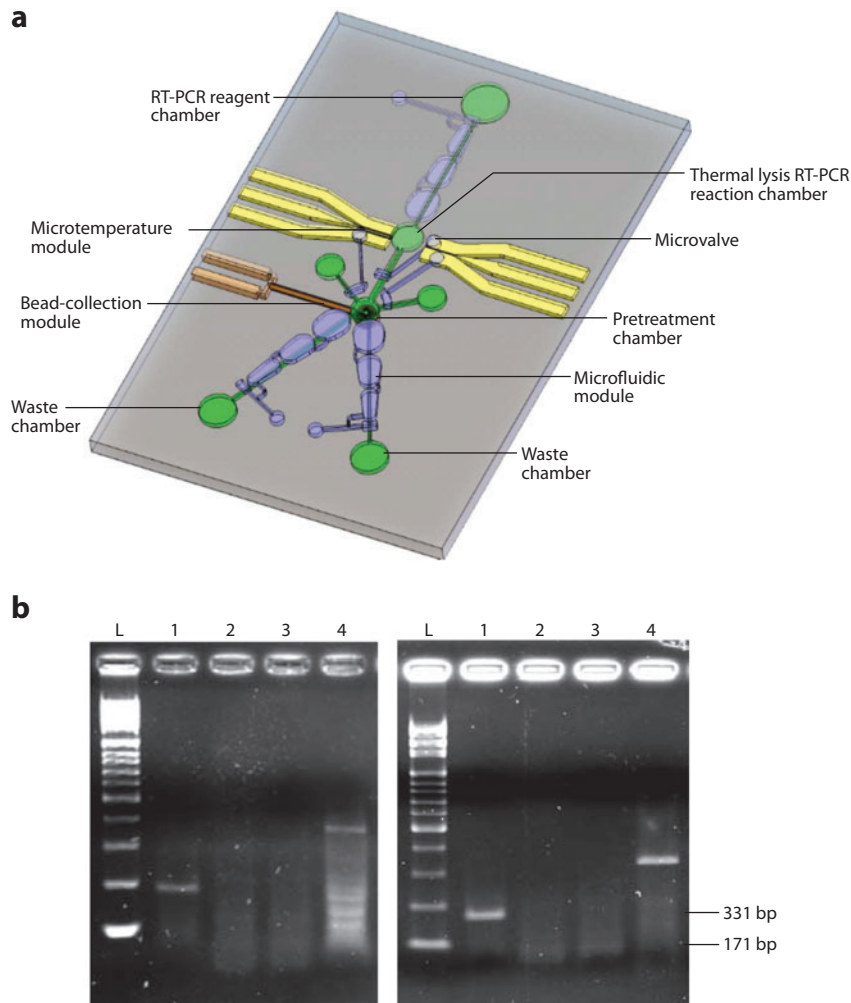 a
RT-PCR reagent
chamber
Thermal lysis RT-PCR
reaction chamber
Microtemperature
module
Microvalve
Bead-collection
module
Pretreatment
chamber
Microfluidic
module
Waste
chamber
Waste
chamber
b
L 1 2 3 4
L 1 2 3 4
331 bp
171 bp